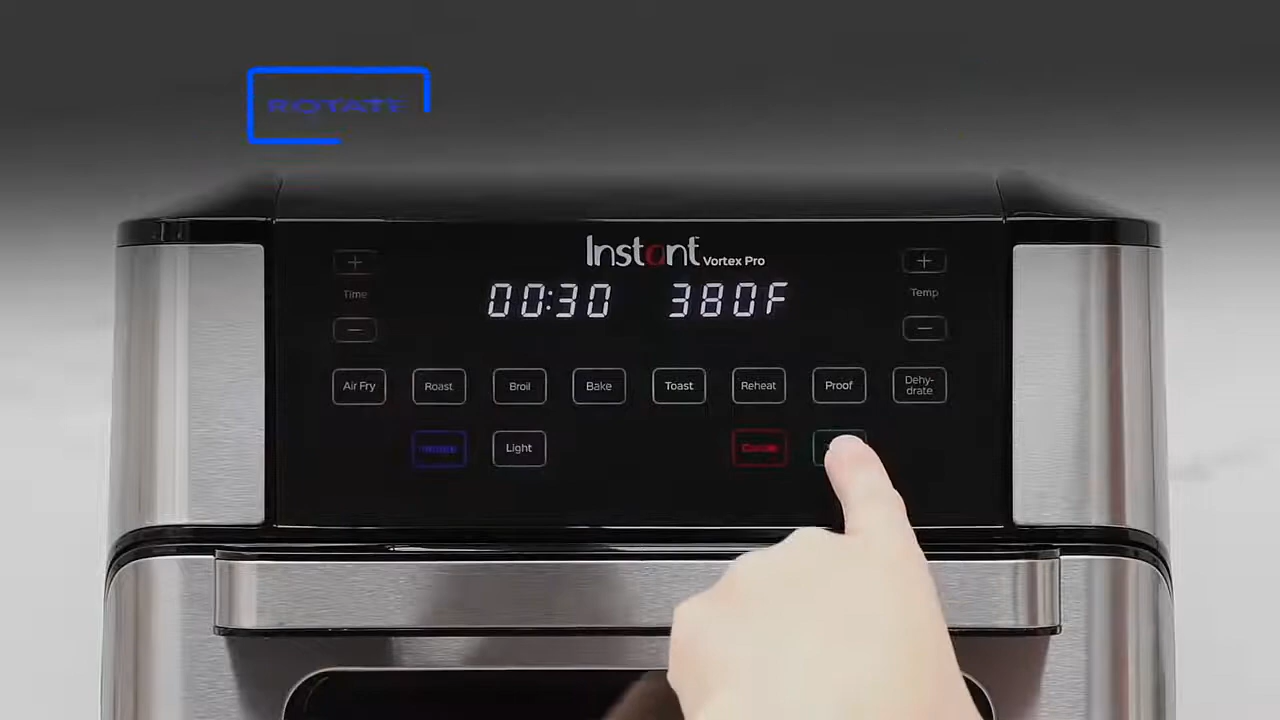 ROTATE
Instant Vortex Pro
00:30 380F
+ +
Time Temp
− −
Air Fry Roast Broil Bake Toast Reheat Proof Dehy-
drate
Light Cancel